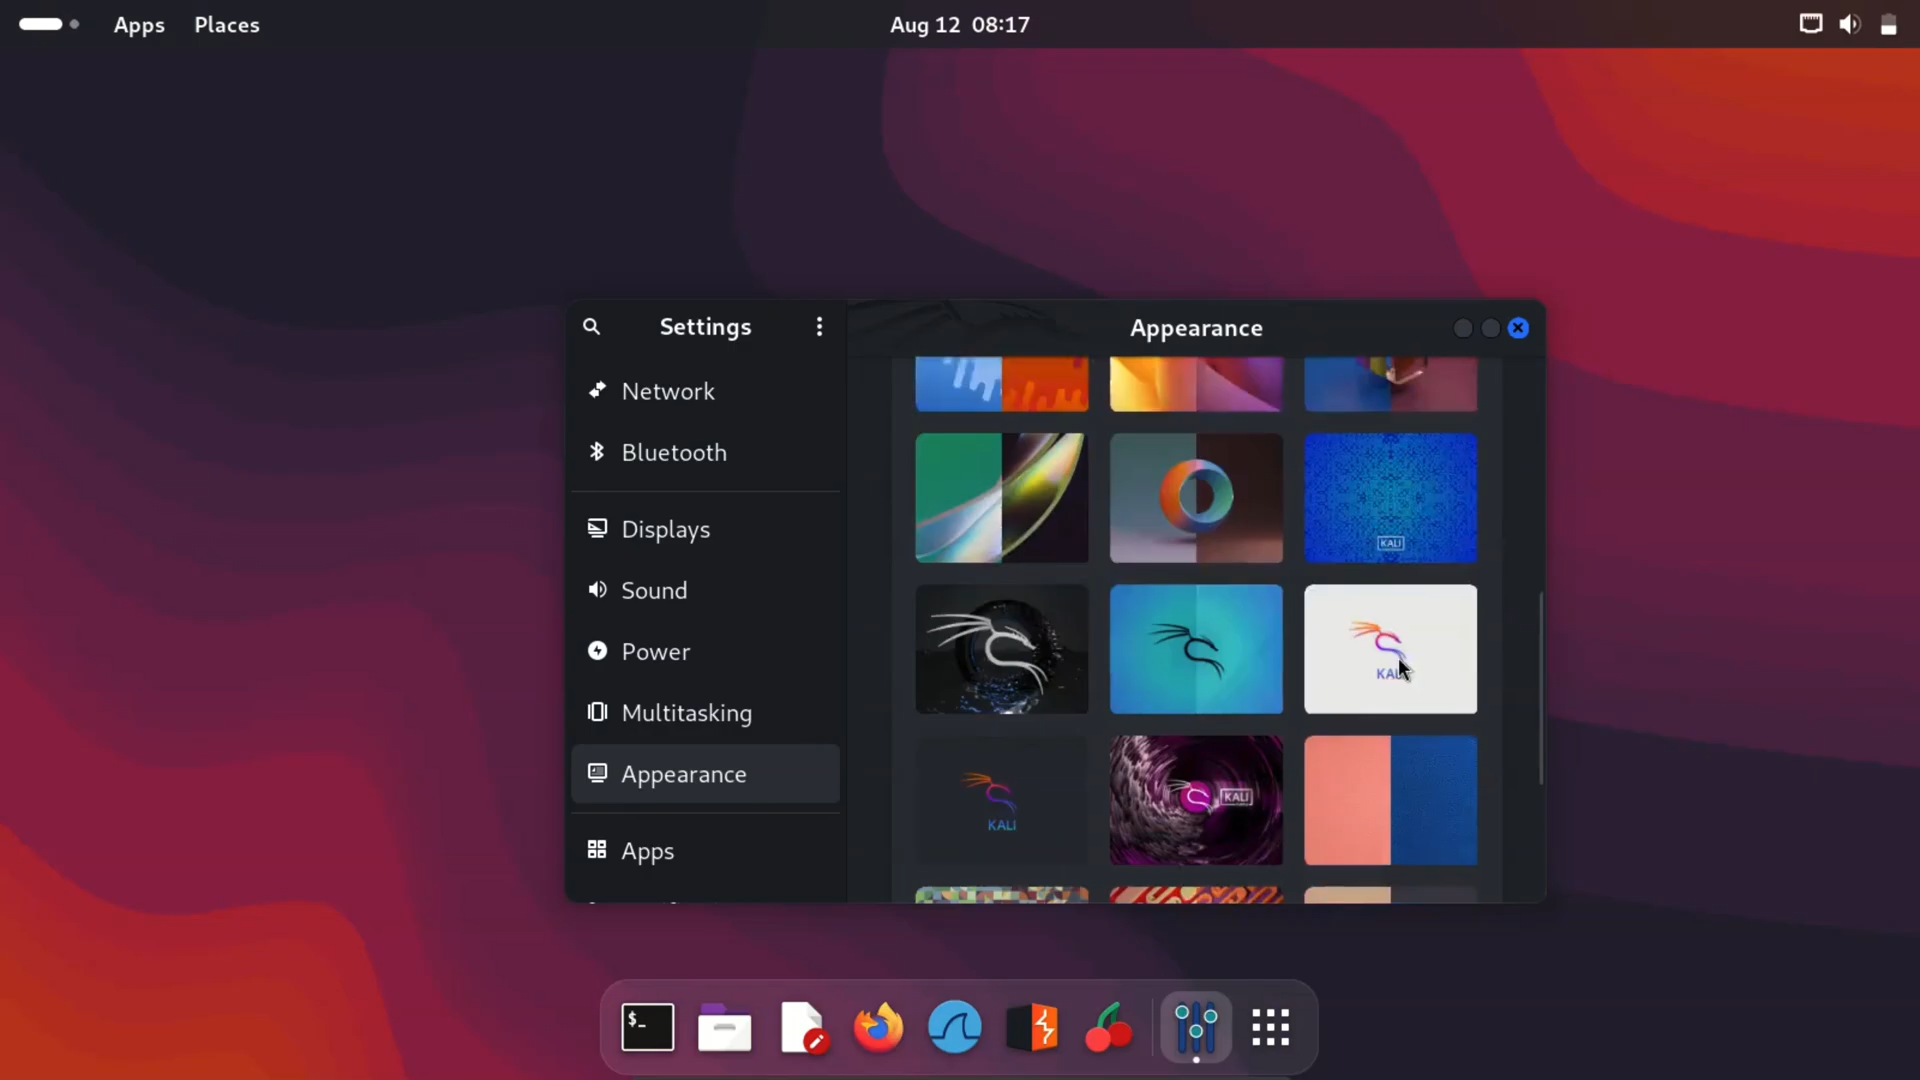 Apps Places Aug 12 08:17
Settings Appearance
Network
Bluetooth
Displays
Sound
Power
Multitasking
Appearance
Apps
KALI
KALI
KALI
KALI
$_